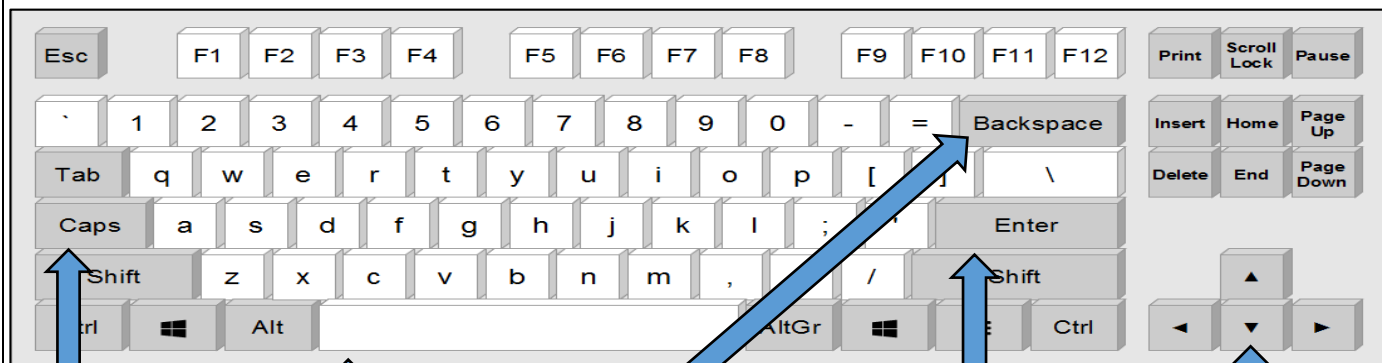 Esc F1 F2 F3 F4 F5 F6 F7 F8 F9 F10 F11 F12 Print Scroll Lock Pause
` 1 2 3 4 5 6 7 8 9 0 - = Backspace Insert Home Page Up
Tab q w e r t y u i o p [ ] \ Delete End Page Down
Caps a s d f g h j k l ; ' Enter
Shift z x c v b n m , / Shift
Alt AltGr Ctrl